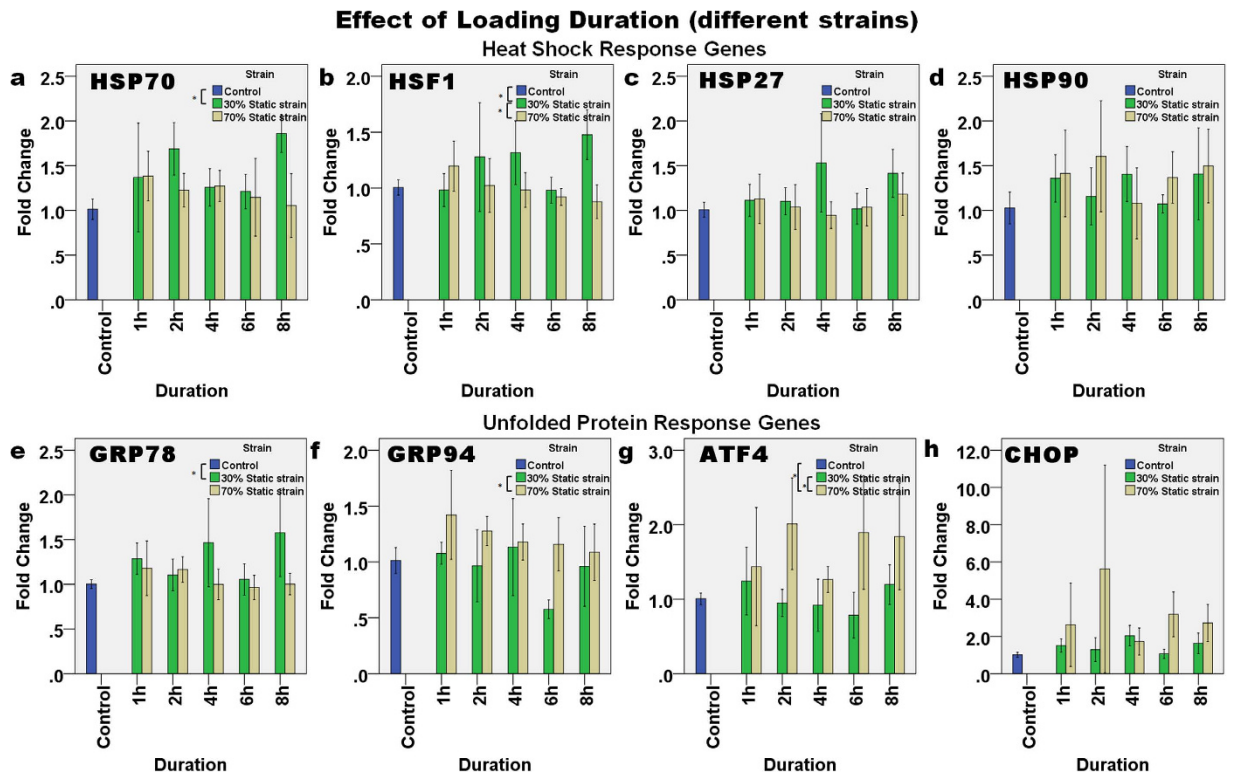 Effect of Loading Duration (different strains)
Heat Shock Response Genes
a
HSP70
Strain
*
Control
30% Static strain
70% Static strain
Fold Change
2.5
2.0
1.5
1.0
.5
.0
Control
1h
2h
4h
6h
8h
Duration
b
HSF1
Strain
*
*
Control
30% Static strain
70% Static strain
Fold Change
2.0
1.5
1.0
.5
.0
Control
1h
2h
4h
6h
8h
Duration
c
HSP27
Strain
Control
30% Static strain
70% Static strain
Fold Change
2.5
2.0
1.5
1.0
.5
.0
Control
1h
2h
4h
6h
8h
Duration
d
HSP90
Strain
Control
30% Static strain
70% Static strain
Fold Change
2.5
2.0
1.5
1.0
.5
.0
Control
1h
2h
4h
6h
8h
Duration
Unfolded Protein Response Genes
e
GRP78
Strain
*
Control
30% Static strain
70% Static strain
Fold Change
2.5
2.0
1.5
1.0
.5
.0
Control
1h
2h
4h
6h
8h
Duration
f
GRP94
Strain
*
Control
30% Static strain
70% Static strain
Fold Change
2.0
1.5
1.0
.5
.0
Control
1h
2h
4h
6h
8h
Duration
g
ATF4
Strain
*
*
Control
30% Static strain
70% Static strain
Fold Change
3.0
2.0
1.0
.0
Control
1h
2h
4h
6h
8h
Duration
h
CHOP
Strain
Control
30% Static strain
70% Static strain
Fold Change
12.0
10.0
8.0
6.0
4.0
2.0
.0
Control
1h
2h
4h
6h
8h
Duration